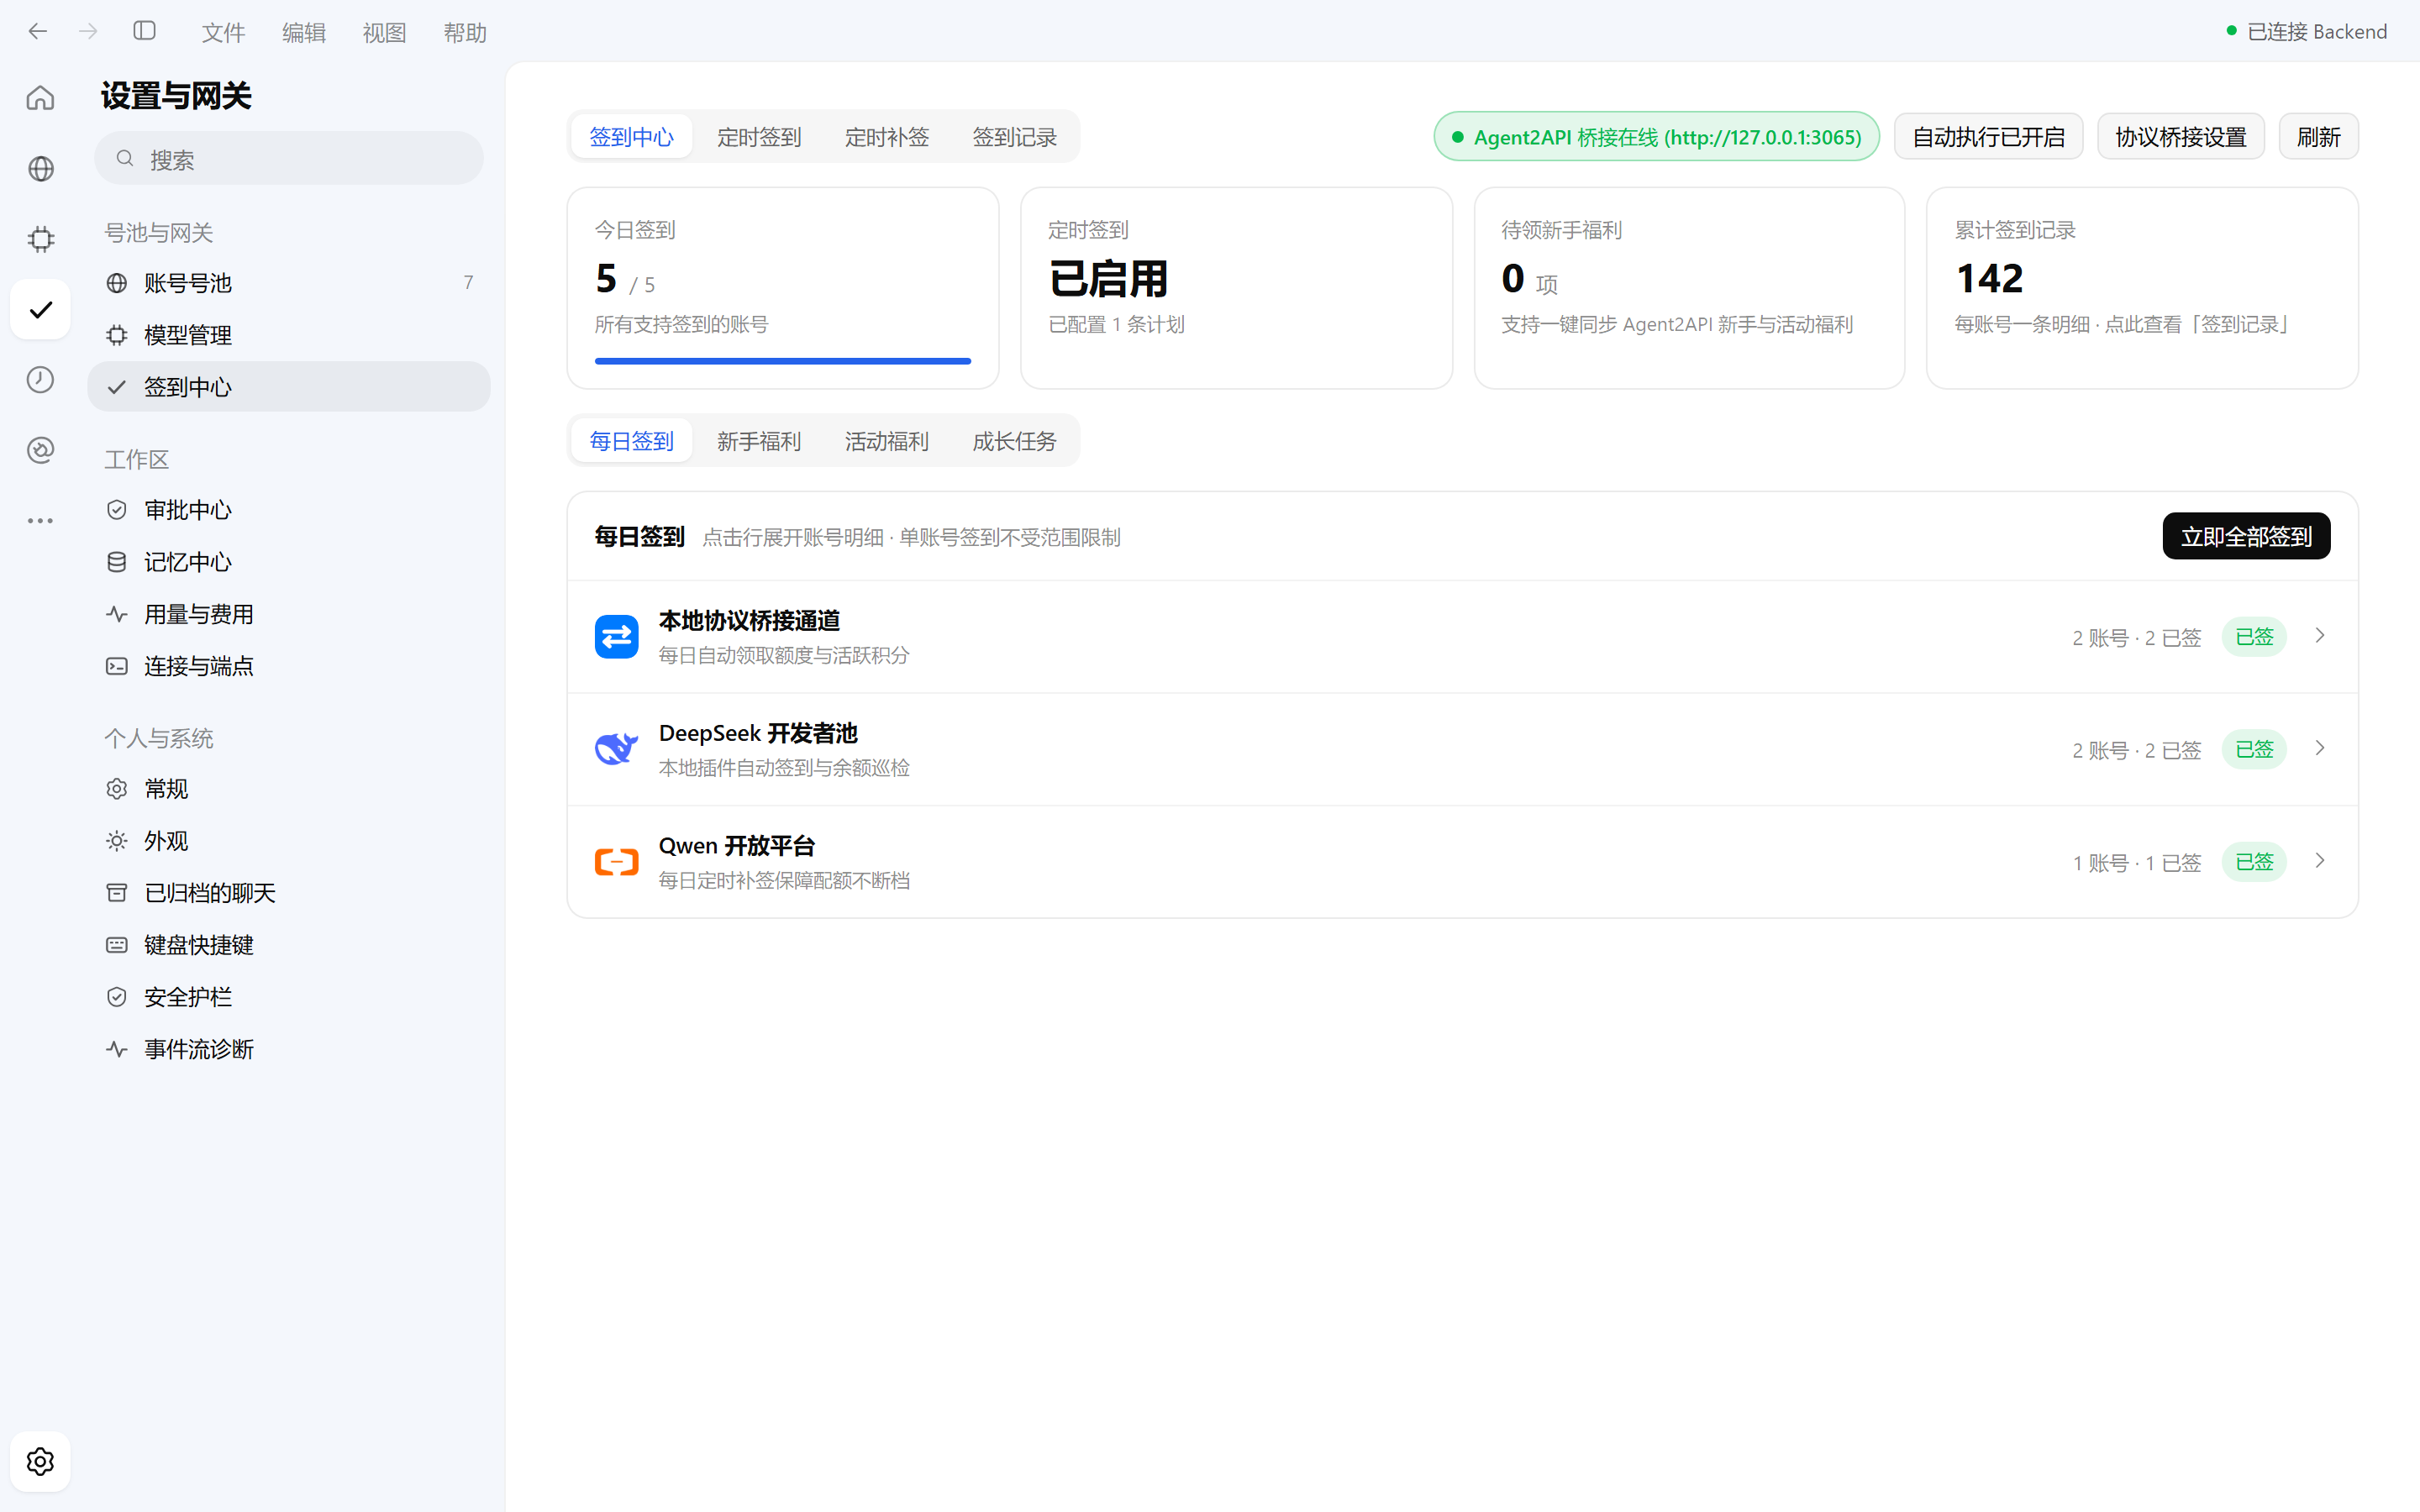 文件 编辑 视图 帮助
已连接 Backend
设置与网关
搜索
号池与网关
账号号池 7
模型管理
签到中心
工作区
审批中心
记忆中心
用量与费用
连接与端点
个人与系统
常规
外观
已归档的聊天
键盘快捷键
安全护栏
事件流诊断
签到中心 定时签到 定时补签 签到记录
Agent2API 桥接在线 (http://127.0.0.1:3065) 自动执行已开启 协议桥接设置 刷新
今日签到
5 / 5
所有支持签到的账号
定时签到
已启用
已配置 1 条计划
待领新手福利
0 项
支持一键同步 Agent2API 新手与活动福利
累计签到记录
142
每账号一条明细 · 点此查看「签到记录」
每日签到 新手福利 活动福利 成长任务
每日签到 点击行展开账号明细 · 单账号签到不受范围限制 立即全部签到
本地协议桥接通道
每日自动领取额度与活跃积分
2 账号 · 2 已签 已签
DeepSeek 开发者池
本地插件自动签到与余额巡检
2 账号 · 2 已签 已签
Qwen 开放平台
每日定时补签保障配额不断档
1 账号 · 1 已签 已签